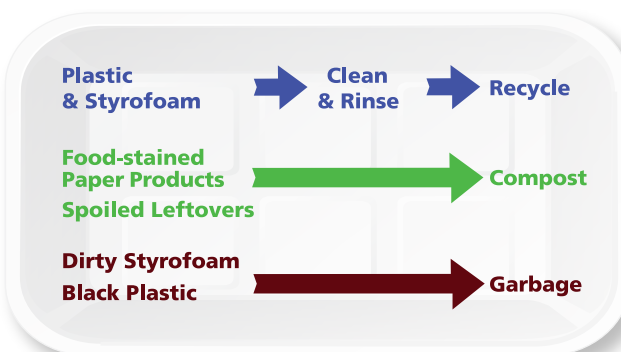 Plastic
& Styrofoam
Clean
& Rinse
Recycle
Food-stained
Paper Products
Spoiled Leftovers
Compost
Dirty Styrofoam
Black Plastic
Garbage